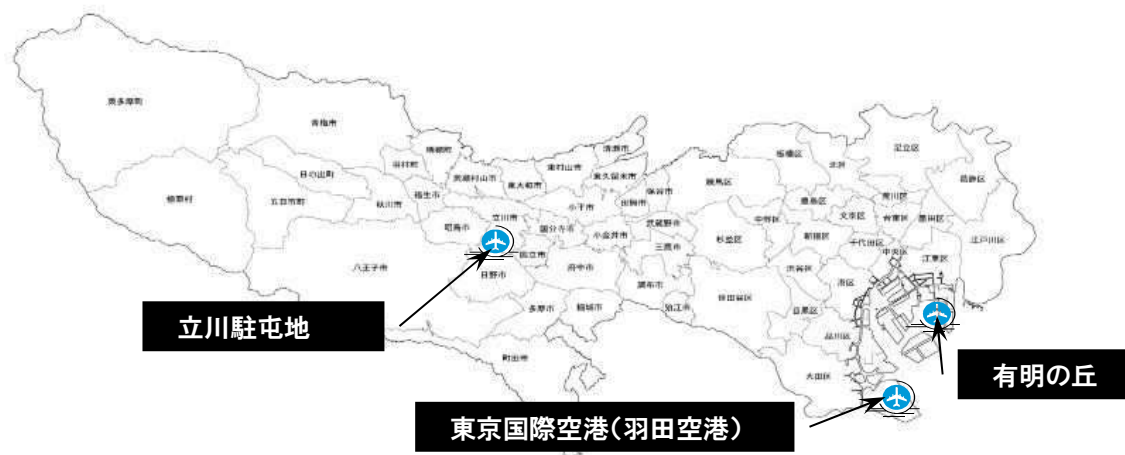 奥多摩町
青梅市
瑞穂町
清瀬市
板橋区
北区
足立区
葛飾区
羽村町
東村山市
東久留米市
日の出町
武蔵村山市
東大和市
練馬区
荒川区
檜原村
五日市町
秋川市
福生市
保谷市
田無市
豊島区
小平市
文京区
台東区
墨田区
昭島市
立川市
国分寺市
小金井市
武蔵野市
中野区
新宿区
杉並区
千代田区
江戸川区
三鷹市
中央区
江東区
八王子市
日野市
国立市
府中市
渋谷区
港区
調布市
世田谷区
狛江市
多摩市
稲城市
目黒区
品川区
立川駐屯地
町田市
大田区
有明の丘
東京国際空港(羽田空港)